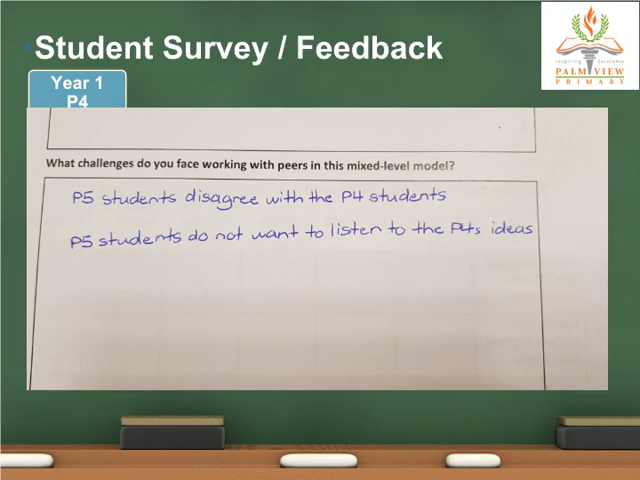 Student Survey / Feedback
inspiring Excellence
PALM VIEW
PRIMARY
Year 1
P4
What challenges do you face working with peers in this mixed-level model?
P5 students disagree with the P4 students
P5 students do not want to listen to the P4s ideas